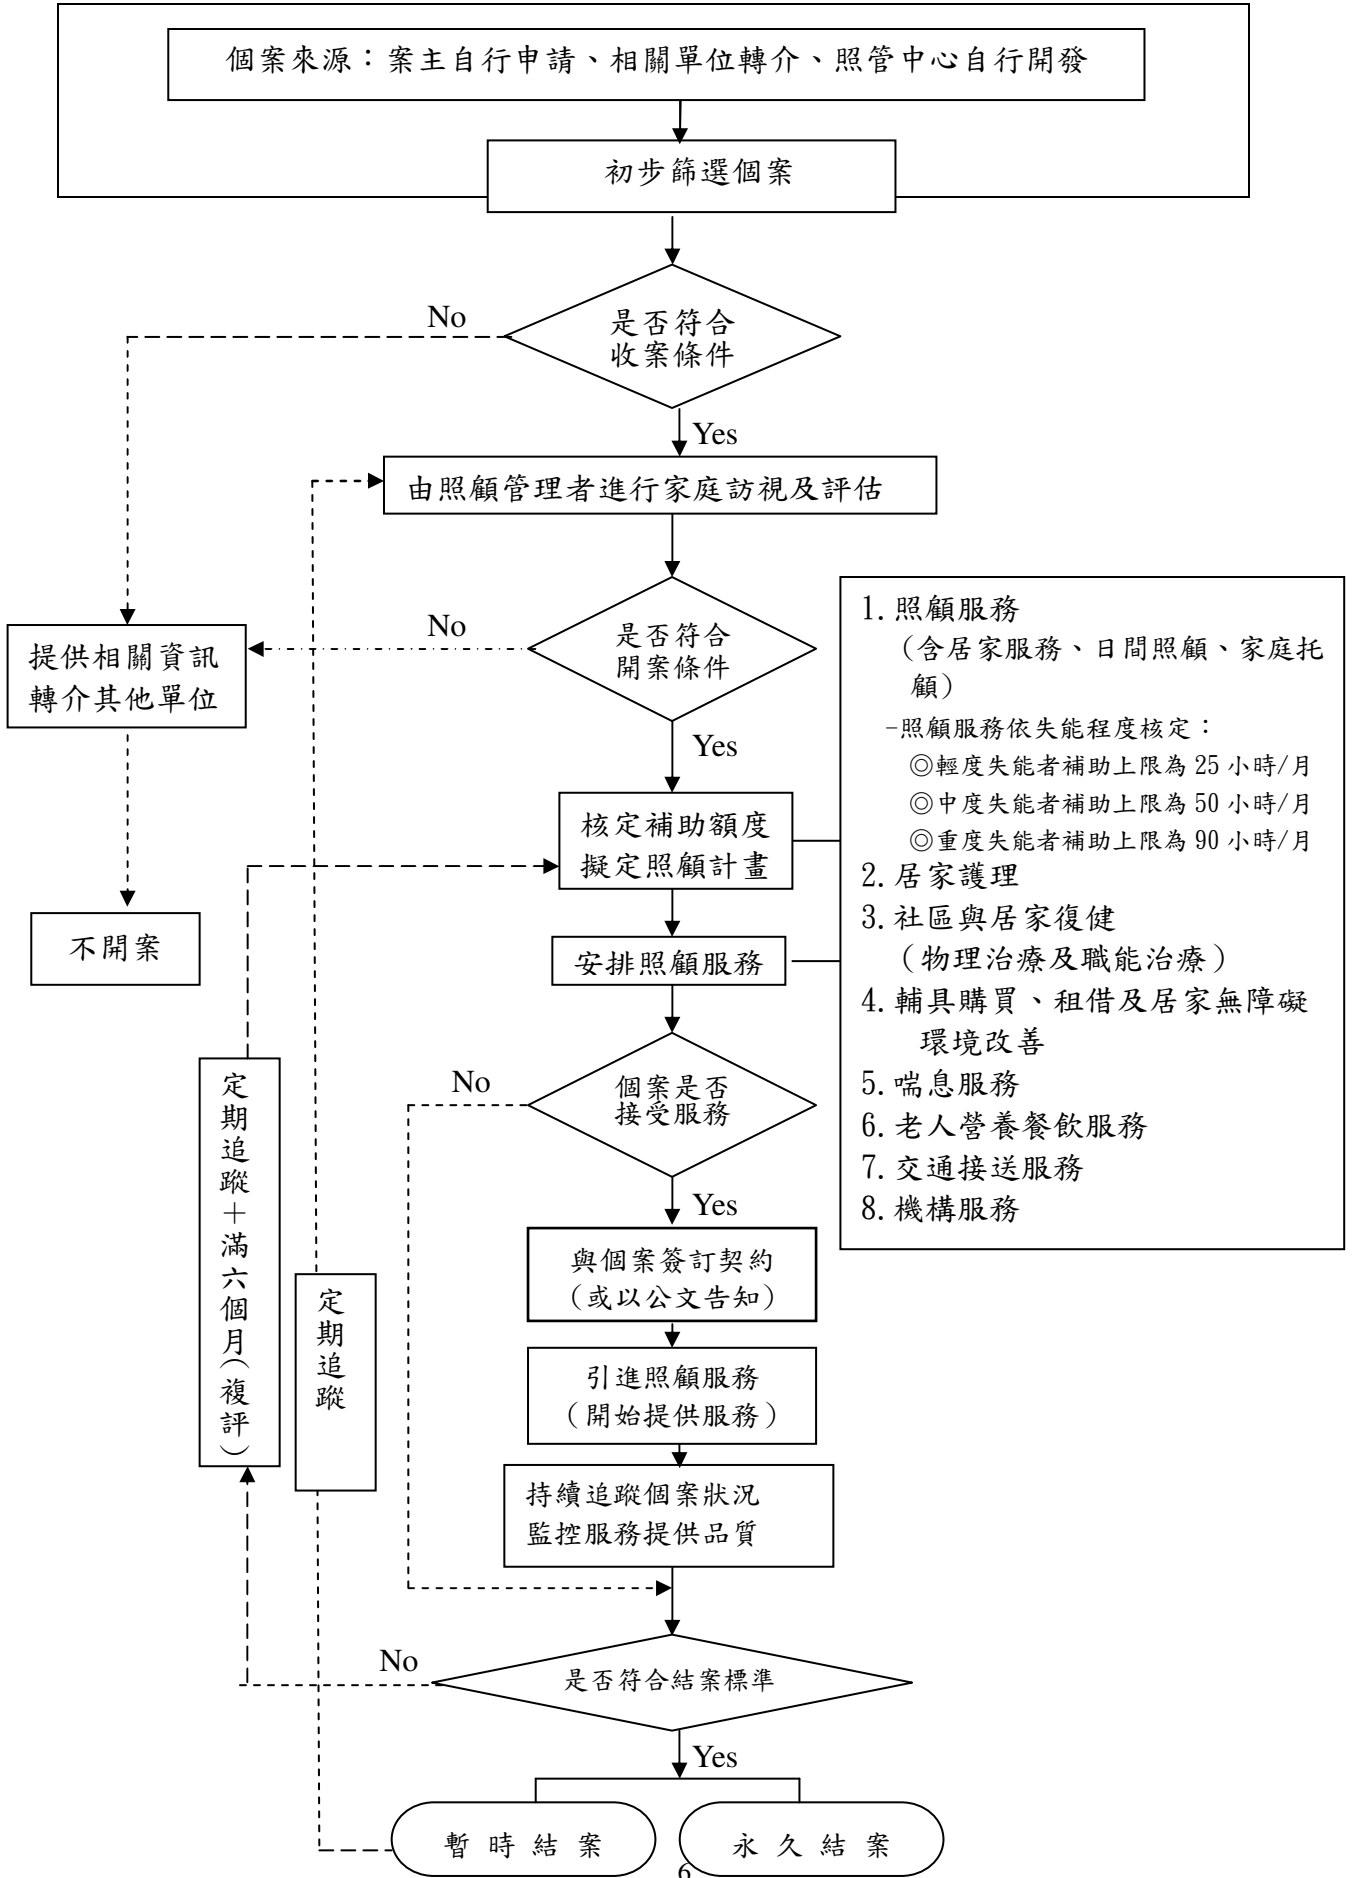 個案來源：案主自行申請、相關單位轉介、照管中心自行開發
初步篩選個案
No
是否符合
收案條件
Yes
由照顧管理者進行家庭訪視及評估
提供相關資訊
轉介其他單位
No
是否符合
開案條件
1.照顧服務
（含居家服務、日間照顧、家庭托
顧）
-照顧服務依失能程度核定：
◎輕度失能者補助上限為 25 小時/月
◎中度失能者補助上限為 50 小時/月
◎重度失能者補助上限為 90 小時/月
2.居家護理
3.社區與居家復健
（物理治療及職能治療）
4.輔具購買、租借及居家無障礙
環境改善
5.喘息服務
6.老人營養餐飲服務
7.交通接送服務
8.機構服務
Yes
核定補助額度
擬定照顧計畫
不開案
安排照顧服務
No
個案是否
接受服務
定期追蹤＋滿六個月（複評）
定期追蹤
Yes
與個案簽訂契約
（或以公文告知）
引進照顧服務
（開始提供服務）
持續追蹤個案狀況
監控服務提供品質
No
是否符合結案標準
Yes
暫 時 結 案
永 久 結 案
6